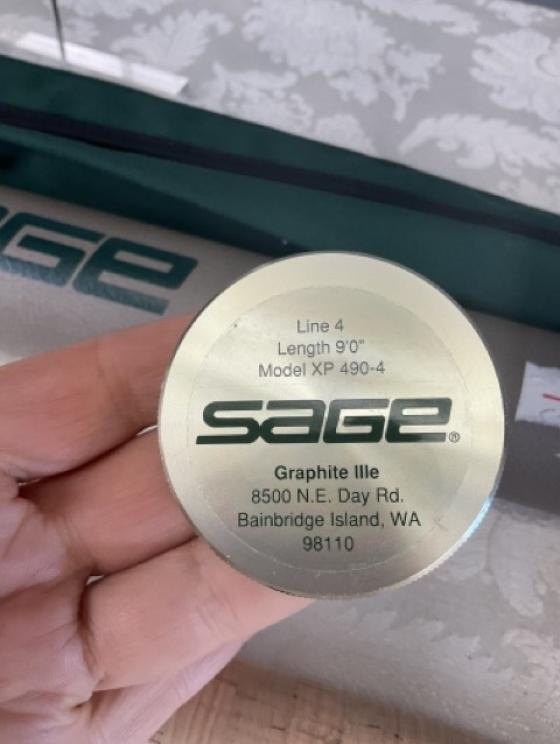 GE
Line 4
Length 9'0"
Model XP 490-4
SAGE®
Graphite IIIe
8500 N.E. Day Rd.
Bainbridge Island, WA
98110